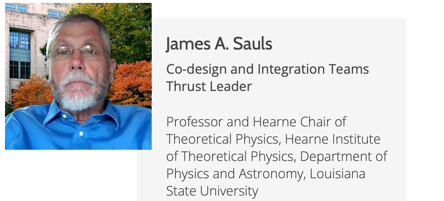 James A. Sauls
Co-design and Integration Teams
Thrust Leader
Professor and Hearne Chair of
Theoretical Physics, Hearne Institute
of Theoretical Physics, Department of
Physics and Astronomy, Louisiana
State University